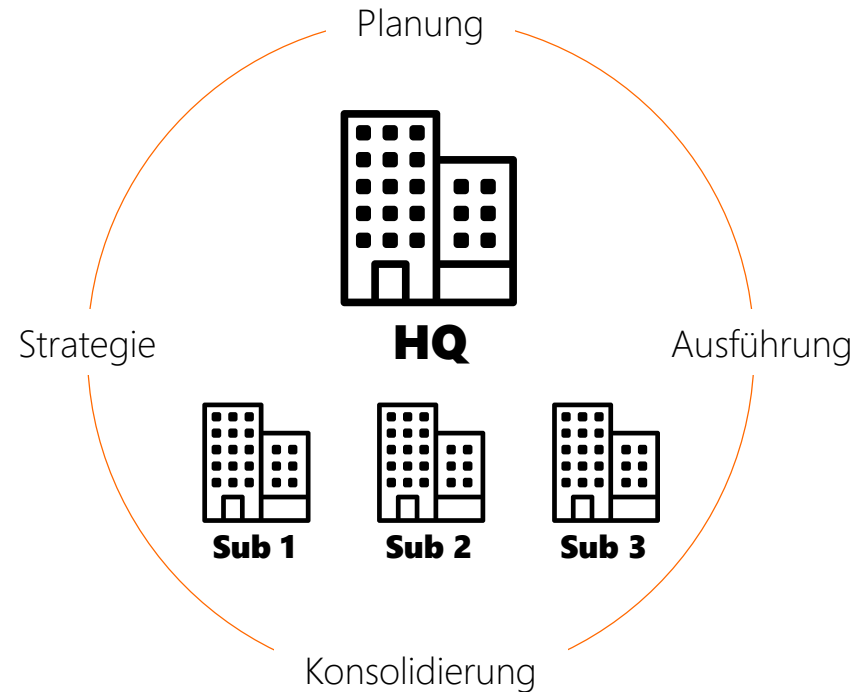 Planung
HQ
Strategie
Ausführung
Sub 1
Sub 2
Sub 3
Konsolidierung